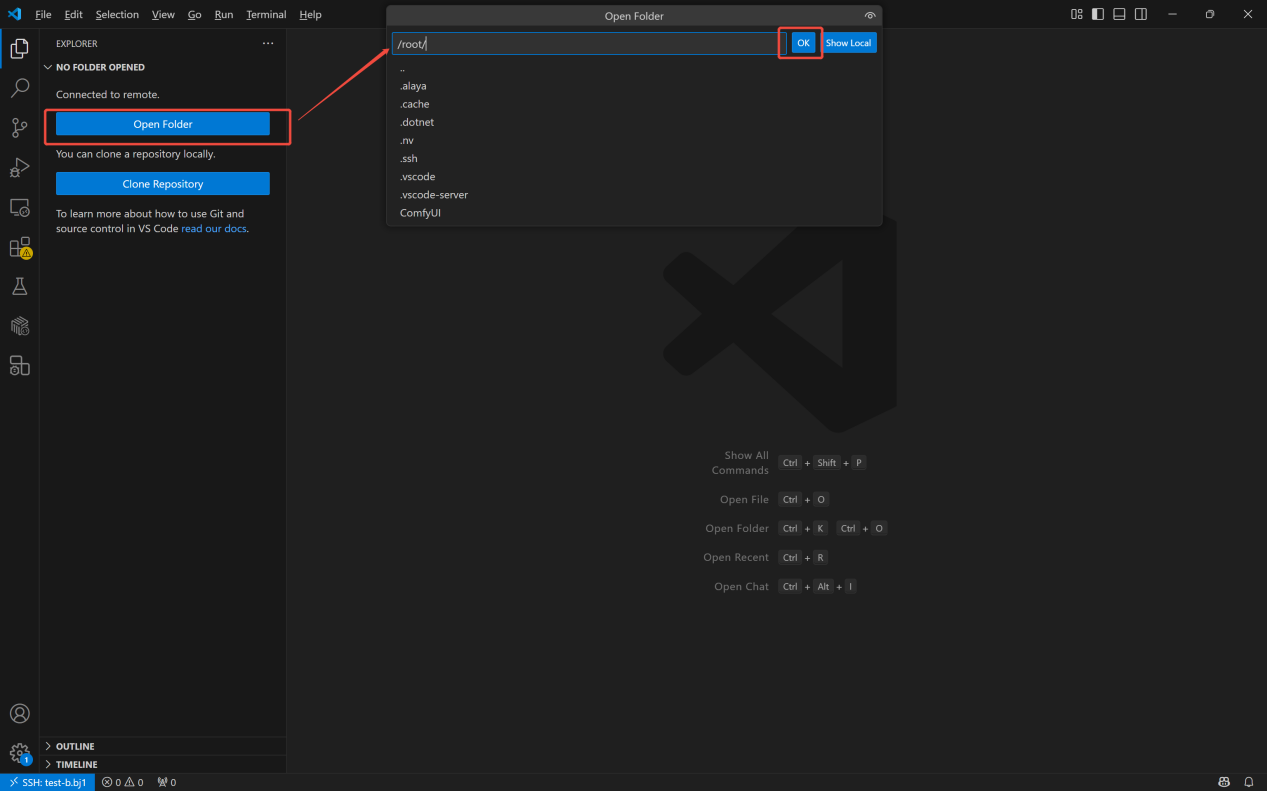 File Edit Selection View Go Run Terminal Help
Open Folder
EXPLORER
/root/
OK
Show Local
NO FOLDER OPENED
Connected to remote.
Open Folder
You can clone a repository locally.
Clone Repository
To learn more about how to use Git and
source control in VS Code read our docs.
..
.alaya
.cache
.dotnet
.nv
.ssh
.vscode
.vscode-server
ComfyUI
Show All
Commands
Ctrl + Shift + P
Open File Ctrl + O
Open Folder Ctrl + K Ctrl + O
Open Recent Ctrl + R
Open Chat Ctrl + Alt + I
OUTLINE
1
TIMELINE
SSH: test-b.bj1 0 0 0